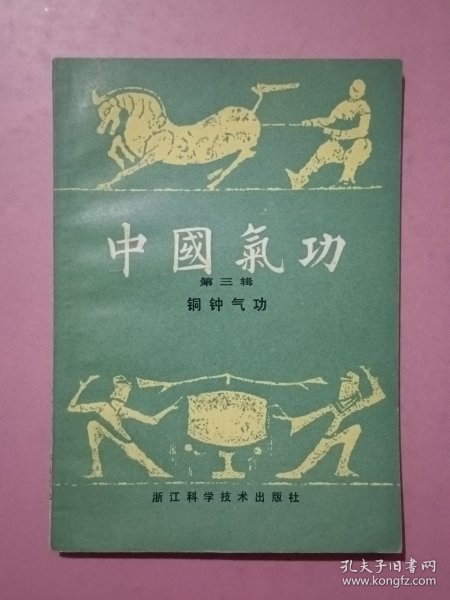 中國氣功
第三辑
铜钟气功
浙江科学技术出版社
孔夫子旧书网
www.kongfz.com